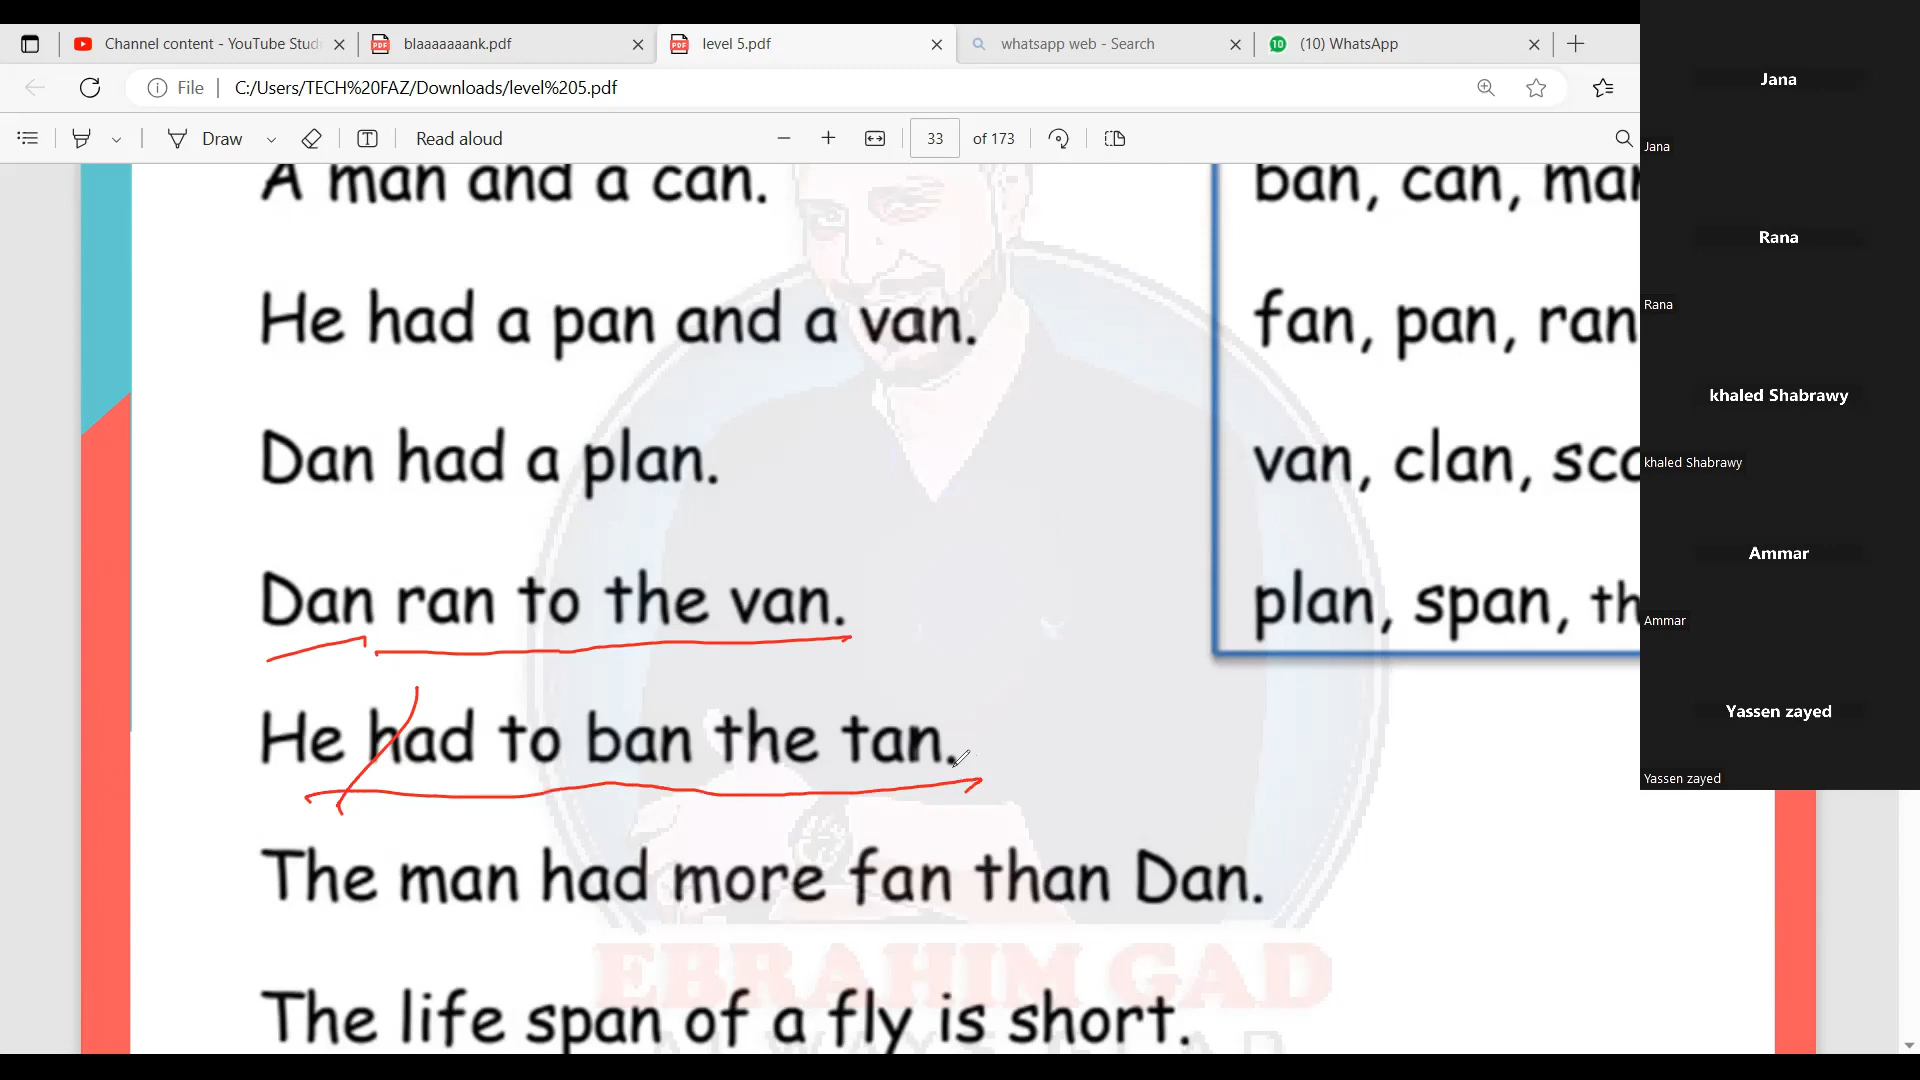 Channel content - YouTube Stud
blaaaaaaank.pdf
level 5.pdf
whatsapp web - Search
10
(10) WhatsApp
File
C:/Users/TECH%20FAZ/Downloads/level%205.pdf
Draw
Read aloud
33
of 173
A man and a can.
He had a pan and a van.
Dan had a plan.
Dan ran to the van.
He had to ban the tan.
The man had more fan than Dan.
The life span of a fly is short.
ban, can, man
fan, pan, ran
van, clan, sca
plan, span, th
EBRAHIM GAD
Jana
Jana
Rana
Rana
khaled Shabrawy
khaled Shabrawy
Ammar
Ammar
Yassen zayed
Yassen zayed